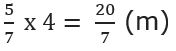 5/7 x 4 = 20/7 (m)